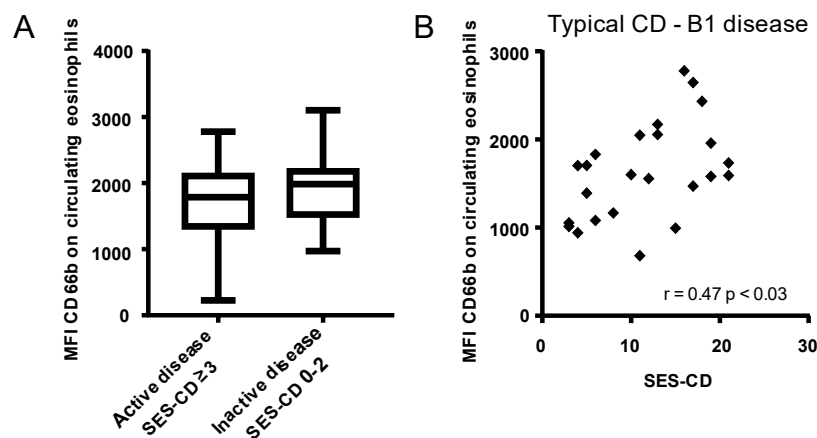 A
MFI CD66b on circulating eosinophils
4000
3000
2000
1000
0
Active disease
SES-CD ≥3
Inactive disease
SES-CD 0-2
B
Typical CD - B1 disease
MFI CD66b on circulating eosinophils
3000
2000
1000
0
r = 0.47 p < 0.03
0 10 20 30
SES-CD